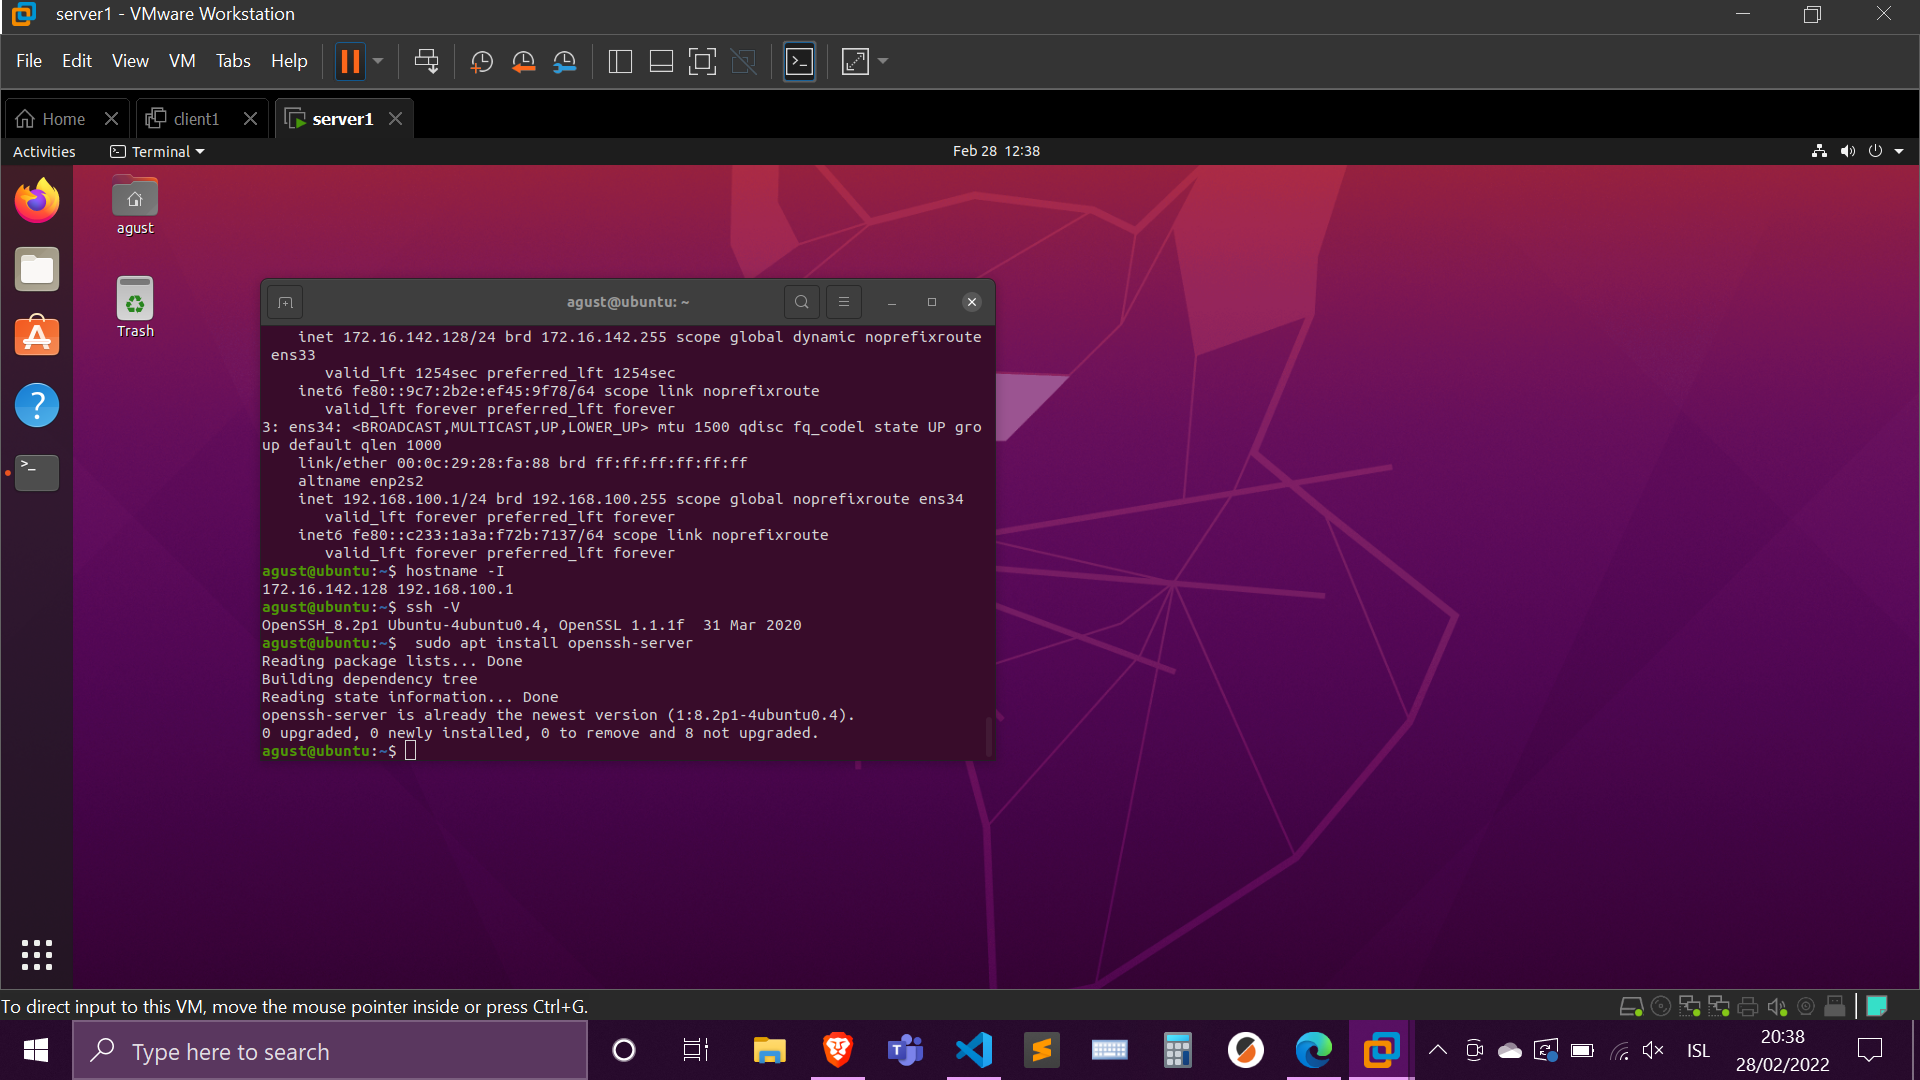 server1 - VMware Workstation
File Edit View VM Tabs Help
Home client1 server1
Activities Terminal Feb 28 12:38
agust
Trash
agust@ubuntu: ~
inet 172.16.142.128/24 brd 172.16.142.255 scope global dynamic noprefixroute
ens33
valid_lft 1254sec preferred_lft 1254sec
inet6 fe80::9c7:2b2e:ef45:9f78/64 scope link noprefixroute
valid_lft forever preferred_lft forever
3: ens34: <BROADCAST,MULTICAST,UP,LOWER_UP> mtu 1500 qdisc fq_codel state UP gro
up default qlen 1000
link/ether 00:0c:29:28:fa:88 brd ff:ff:ff:ff:ff:ff
altname enp2s2
inet 192.168.100.1/24 brd 192.168.100.255 scope global noprefixroute ens34
valid_lft forever preferred_lft forever
inet6 fe80::c233:1a3a:f72b:7137/64 scope link noprefixroute
valid_lft forever preferred_lft forever
agust@ubuntu:~$ hostname -I
172.16.142.128 192.168.100.1
agust@ubuntu:~$ ssh -V
OpenSSH_8.2p1 Ubuntu-4ubuntu0.4, OpenSSL 1.1.1f  31 Mar 2020
agust@ubuntu:~$  sudo apt install openssh-server
Reading package lists... Done
Building dependency tree
Reading state information... Done
openssh-server is already the newest version (1:8.2p1-4ubuntu0.4).
0 upgraded, 0 newly installed, 0 to remove and 8 not upgraded.
agust@ubuntu:~$
To direct input to this VM, move the mouse pointer inside or press Ctrl+G.
Type here to search
ISL
20:38
28/02/2022